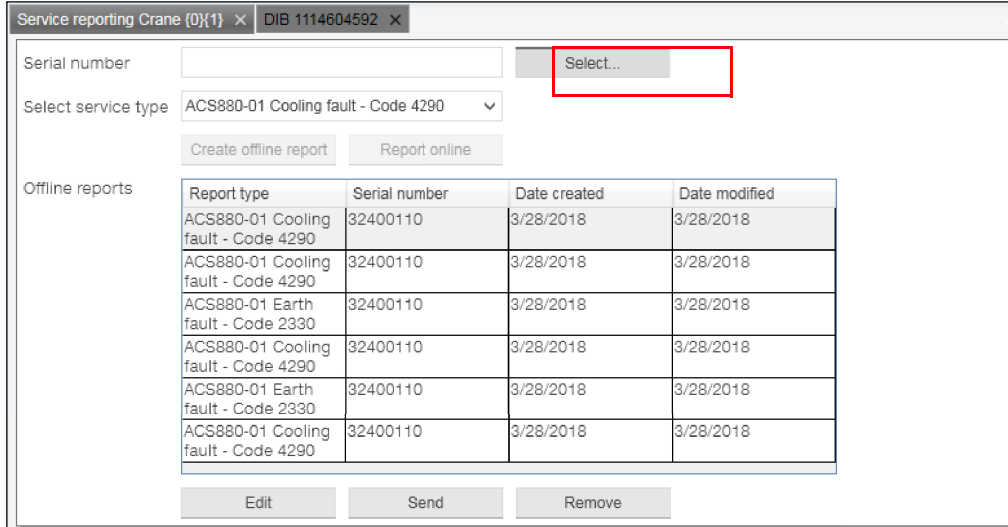 Service reporting Crane {0}{1} × DIB 1114604592 ×
Serial number Select...
Select service type ACS880-01 Cooling fault - Code 4290
Create offline report Report online
Offline reports
Report type Serial number Date created Date modified
ACS880-01 Cooling 32400110 3/28/2018 3/28/2018
fault - Code 4290
ACS880-01 Cooling 32400110 3/28/2018 3/28/2018
fault - Code 4290
ACS880-01 Earth 32400110 3/28/2018 3/28/2018
fault - Code 2330
ACS880-01 Cooling 32400110 3/28/2018 3/28/2018
fault - Code 4290
ACS880-01 Earth 32400110 3/28/2018 3/28/2018
fault - Code 2330
ACS880-01 Cooling 32400110 3/28/2018 3/28/2018
fault - Code 4290
Edit Send Remove